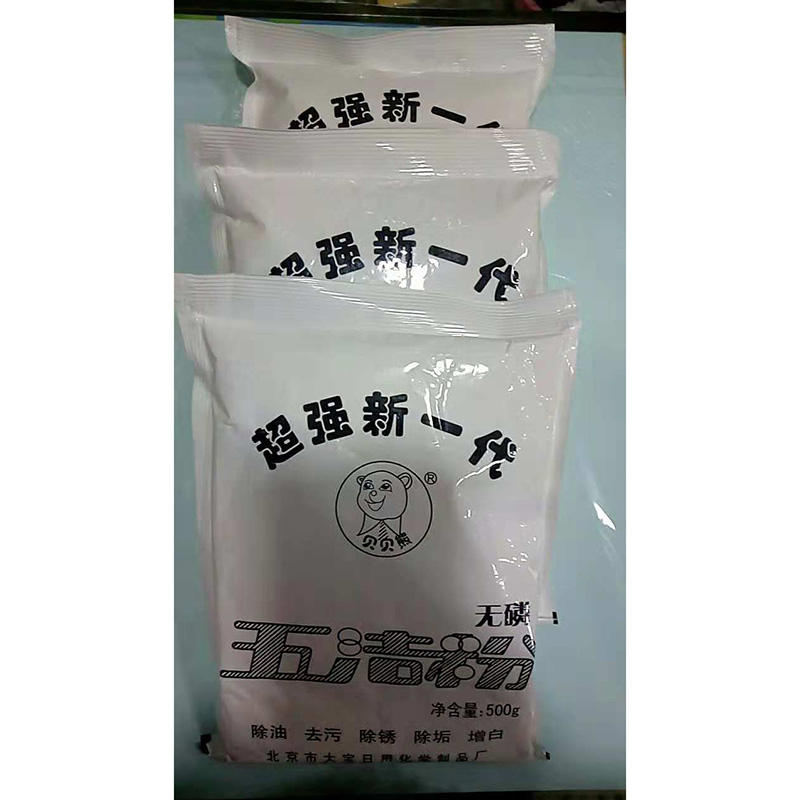 超强新一代
超强新一代
超强新一代
®
贝贝熊
无磷
五洁粉
净含量:500g
除油 去污 除锈 除垢 增白
北京市大宝日用化学制品厂